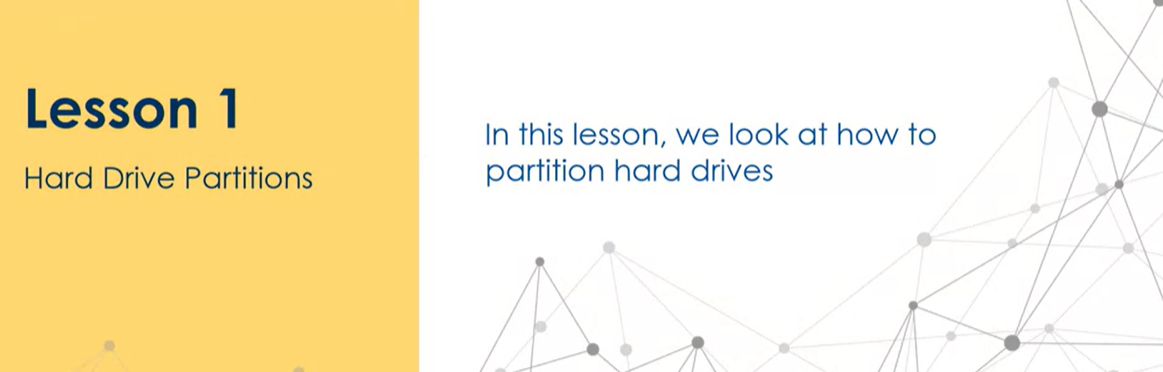 Lesson 1
Hard Drive Partitions
In this lesson, we look at how to
partition hard drives